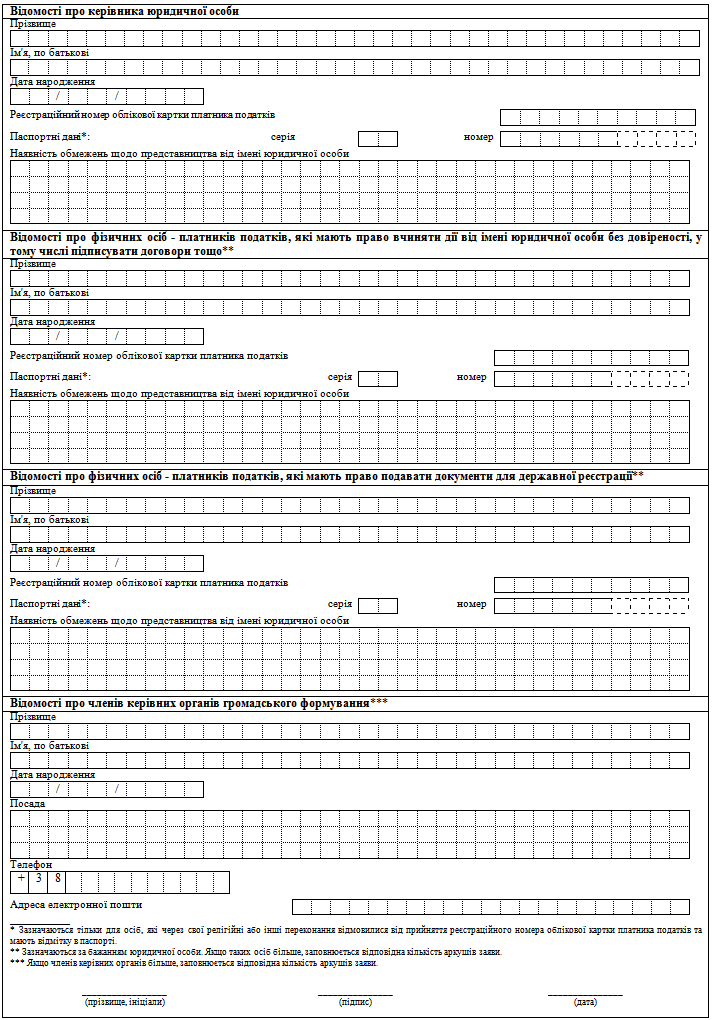 Відомості про керівника юридичної особи
Прізвище
Ім'я, по батькові
Дата народження
/ /
Реєстраційний номер облікової картки платника податків
Паспортні дані*: серія номер
Наявність обмежень щодо представництва від імені юридичної особи
Відомості про фізичних осіб - платників податків, які мають право вчиняти дії від імені юридичної особи без довіреності, у
тому числі підписувати договори тощо**
Прізвище
Ім'я, по батькові
Дата народження
/ /
Реєстраційний номер облікової картки платника податків
Паспортні дані*: серія номер
Наявність обмежень щодо представництва від імені юридичної особи
Відомості про фізичних осіб - платників податків, які мають право подавати документи для державної реєстрації**
Прізвище
Ім'я, по батькові
Дата народження
/ /
Реєстраційний номер облікової картки платника податків
Паспортні дані*: серія номер
Наявність обмежень щодо представництва від імені юридичної особи
Відомості про членів керівних органів громадського формування***
Прізвище
Ім'я, по батькові
Дата народження
/ /
Посада
Телефон
+ 3 8
Адреса електронної пошти
* Зазначаються тільки для осіб, які через свої релігійні або інші переконання відмовилися від прийняття реєстраційного номера облікової картки платника податків та
мають відмітку в паспорті.
** Зазначаються за бажанням юридичної особи. Якщо таких осіб більше, заповнюється відповідна кількість аркушів заяви.
*** Якщо членів керівних органів більше, заповнюється відповідна кількість аркушів заяви.
(прізвище, ініціали) (підпис) (дата)